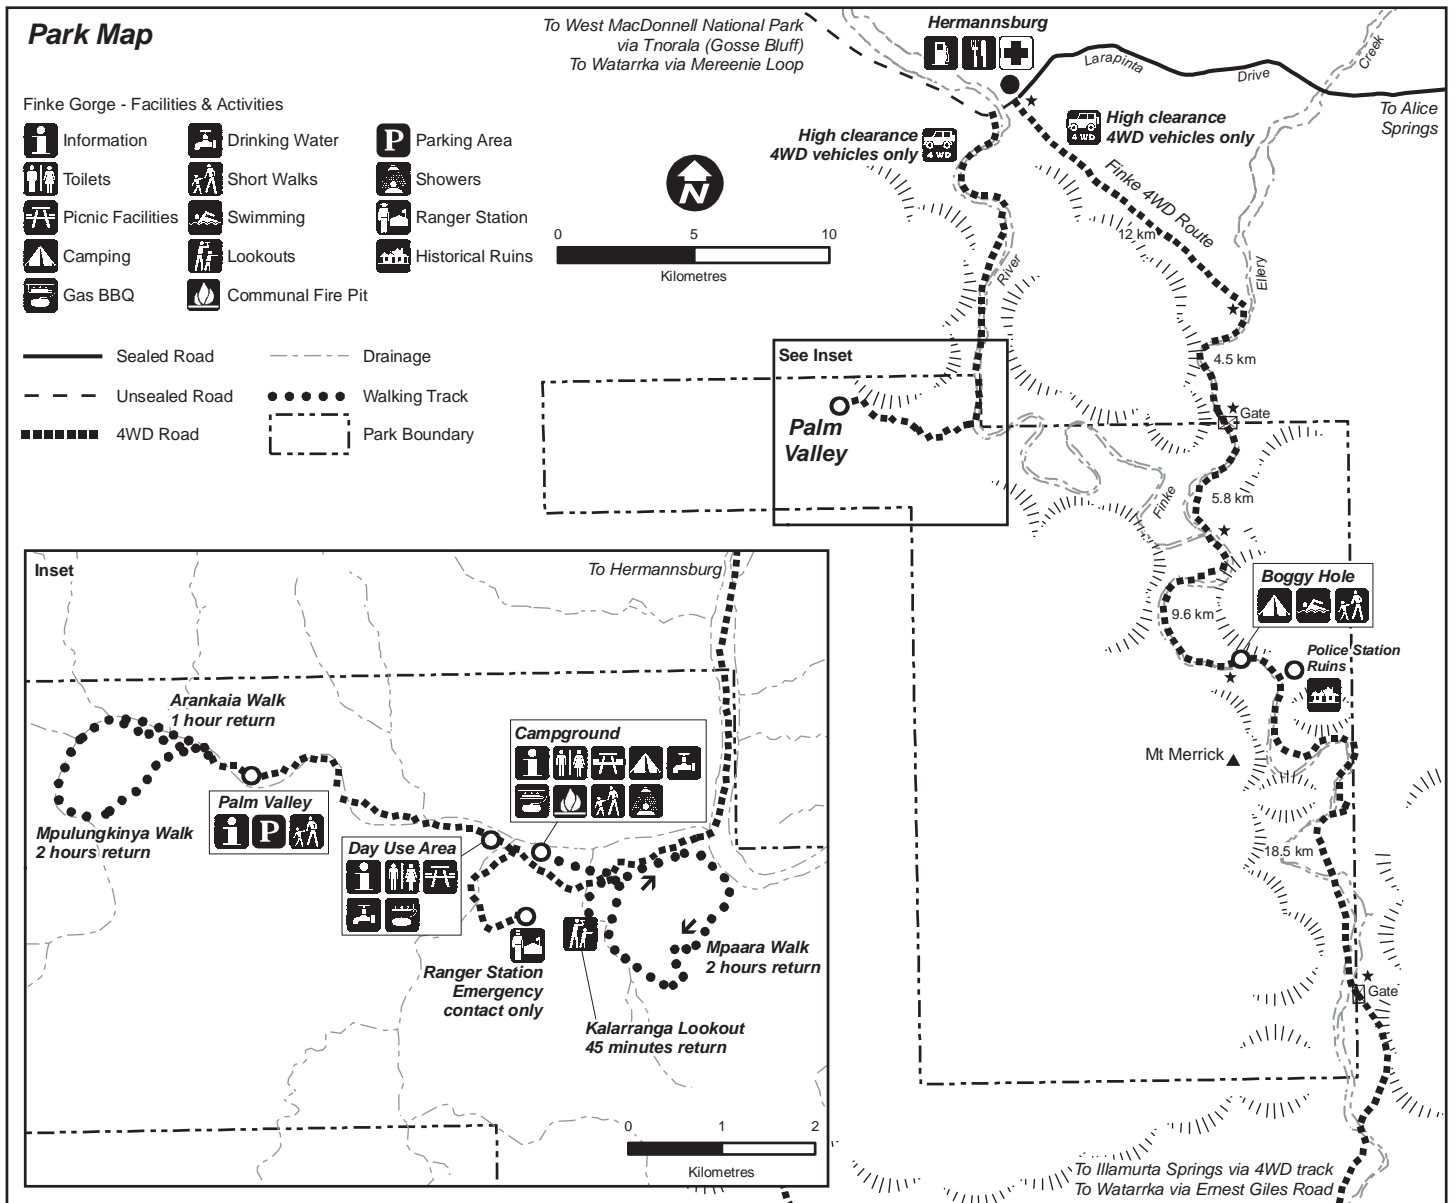 Park Map
To West MacDonnell National Park
via Tnorala (Gosse Bluff)
To Watarrka via Mereenie Loop
Hermannsburg
Larapinta
Drive
Creek
To Alice
Springs
High clearance
4WD vehicles only
4 WD
High clearance
4WD vehicles only
4 WD
Finke 4WD Route
12 km
Ellery
River
Finke Gorge - Facilities & Activities
Information
Drinking Water
P
Parking Area
Toilets
Short Walks
Showers
Picnic Facilities
Swimming
Ranger Station
Camping
Lookouts
Historical Ruins
Gas BBQ
Communal Fire Pit
N
0 5 10
Kilometres
Sealed Road
Drainage
Unsealed Road
Walking Track
4WD Road
Park Boundary
See Inset
Palm
Valley
4.5 km
Gate
5.8 km
Finke
9.6 km
Boggy Hole
Police Station
Ruins
Mt Merrick
18.5 km
Gate
To Illamurta Springs via 4WD track
To Watarrka via Ernest Giles Road
Inset
To Hermannsburg
Arankaia Walk
1 hour return
Campground
Palm Valley
P
Mpulungkinya Walk
2 hours return
Day Use Area
Mpaara Walk
2 hours return
Ranger Station
Emergency
contact only
Kalarranga Lookout
45 minutes return
0 1 2
Kilometres